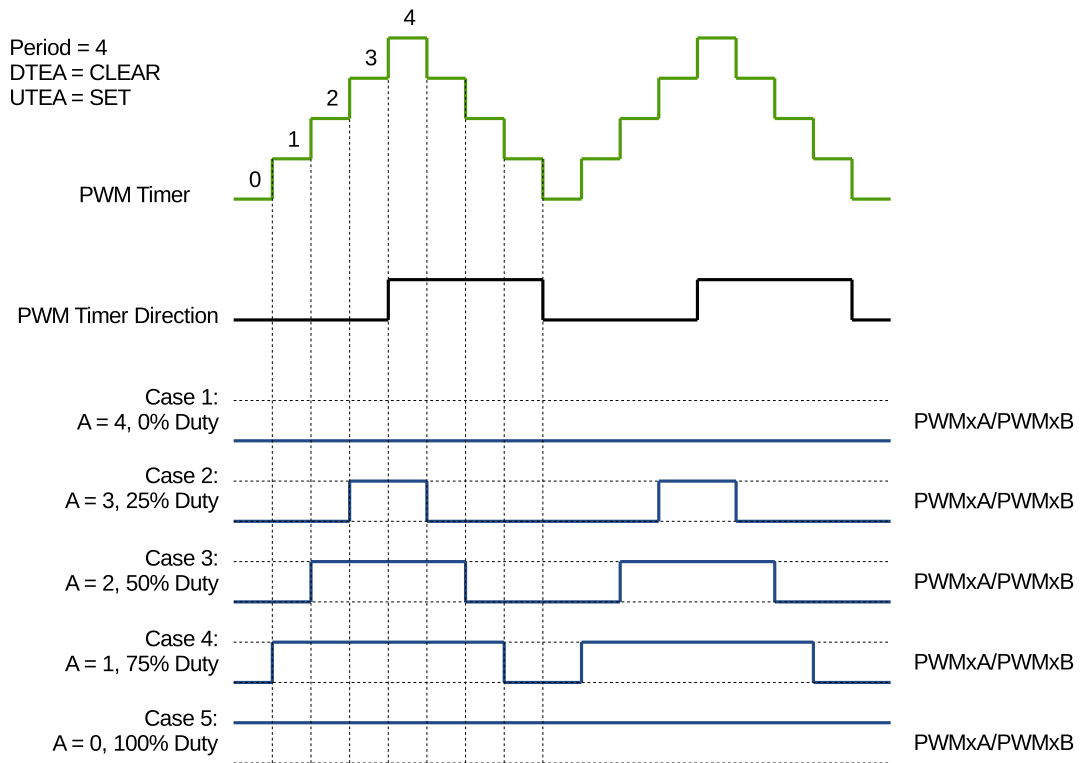 Period = 4
DTEA = CLEAR
UTEA = SET
4
3
2
1
0
PWM Timer
PWM Timer Direction
Case 1:
A = 4, 0% Duty
PWMxA/PWMxB
Case 2:
A = 3, 25% Duty
PWMxA/PWMxB
Case 3:
A = 2, 50% Duty
PWMxA/PWMxB
Case 4:
A = 1, 75% Duty
PWMxA/PWMxB
Case 5:
A = 0, 100% Duty
PWMxA/PWMxB